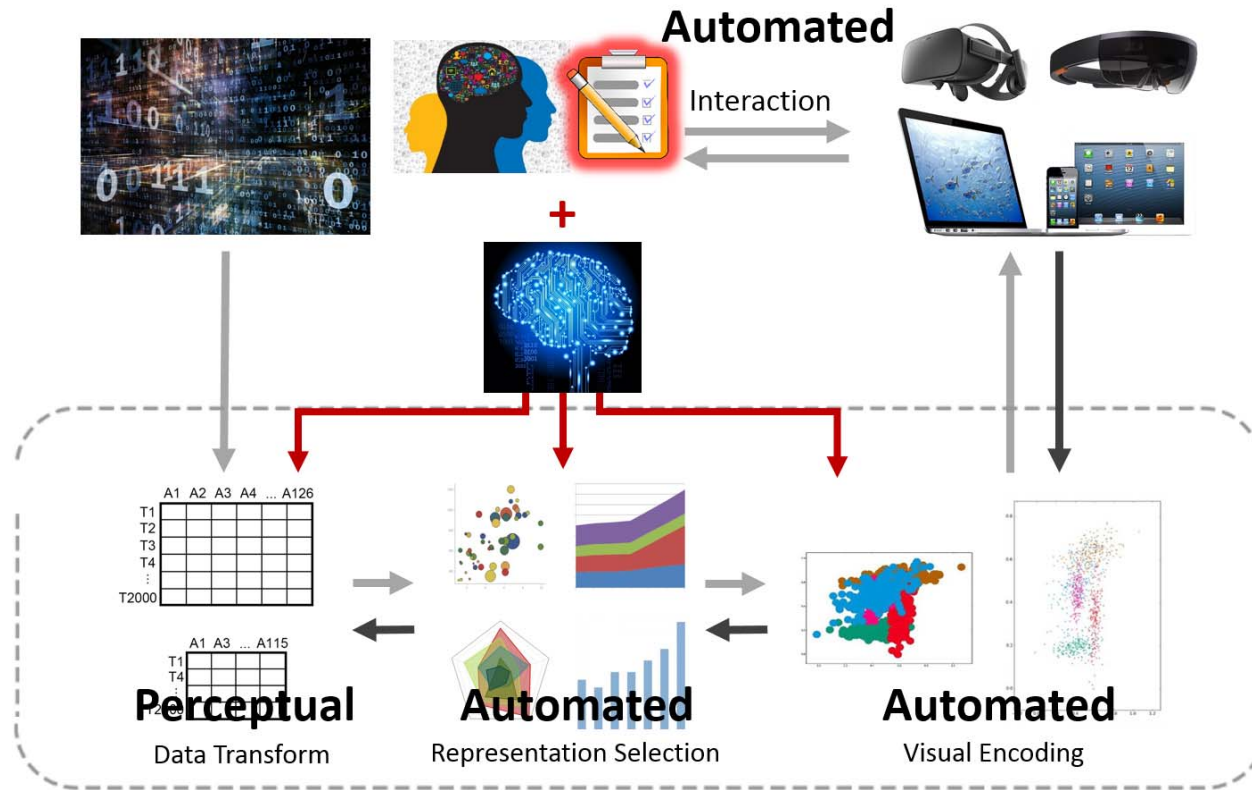 Automated
Interaction
+
A1 A2 A3 A4 ... A126
T1
T2
T3
T4
⋮
T2000
A1 A3 ... A115
T1
T4
⋮
Perceptual
Automated
Automated
Data Transform
Representation Selection
Visual Encoding